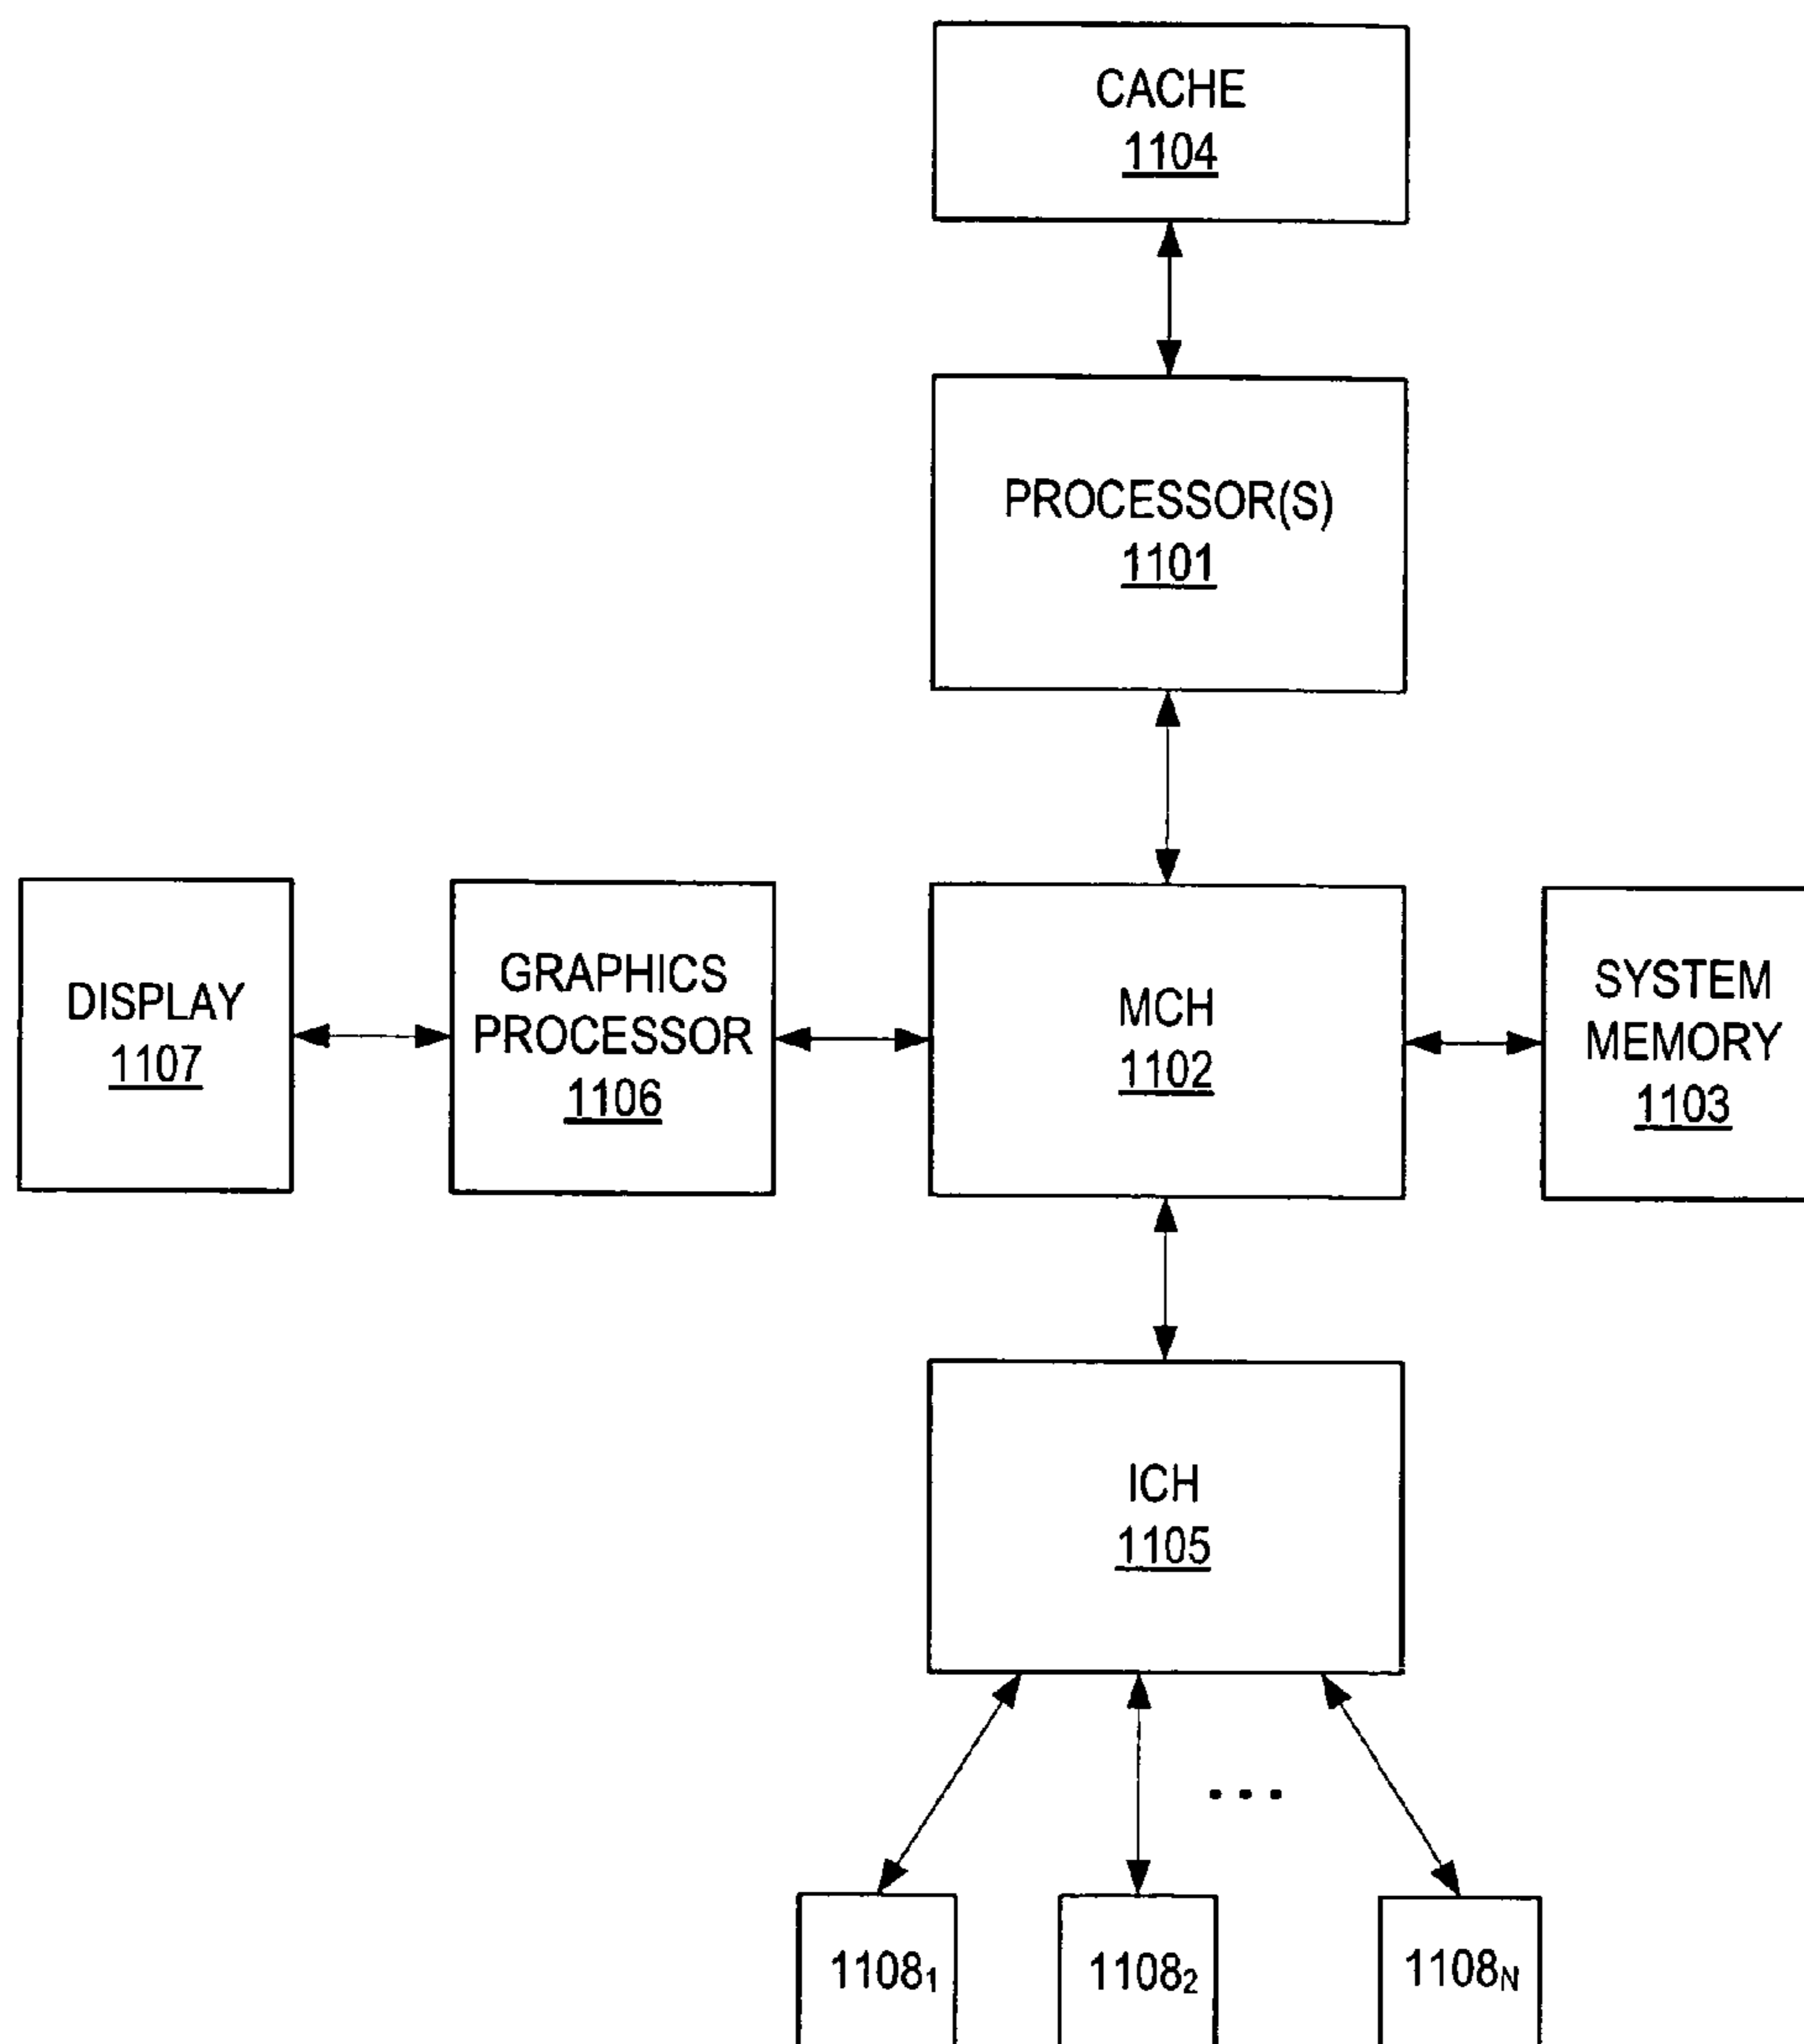 CACHE
1104
PROCESSOR(S)
1101
DISPLAY
1107
GRAPHICS
PROCESSOR
1106
MCH
1102
SYSTEM
MEMORY
1103
ICH
1105
...
1108₁
1108₂
1108ₙ